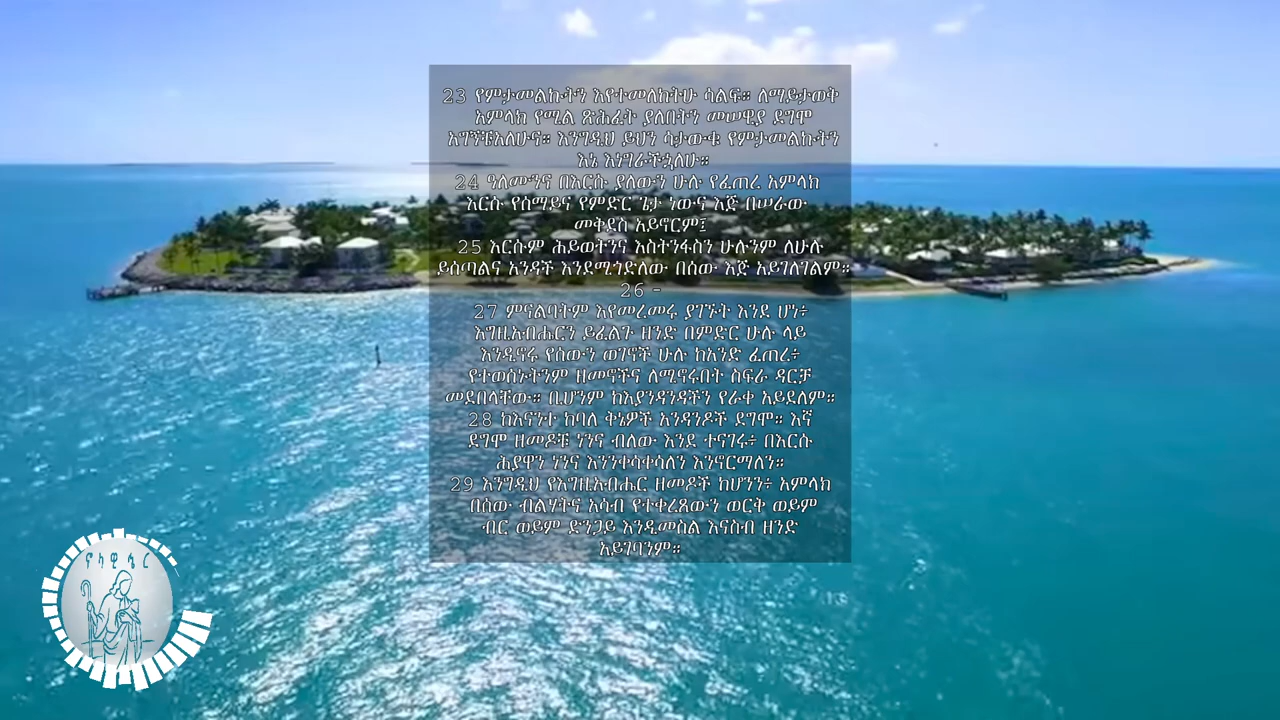 23 የምታመልኩትን እየተመለከትሁ ሳልፍ። ለማይታወቅ
አምላክ የሚል ጽሕፈት ያለበትን መሠዊያ ደግሞ
አግኝቼአለሁና። እንግዲህ ይህን ሳታውቁ የምታመልኩትን
እኔ እነግራችኋለሁ።
24 ዓለሙንና በእርሱ ያለውን ሁሉ የፈጠረ አምላክ
እርሱ የሰማይና የምድር ጌታ ነውና እጅ በሠራው
መቅደስ አይኖርም፤
25 እርሱም ሕይወትንና እስትንፋስን ሁሉንም ለሁሉ
ይሰጣልና አንዳች እንደሚጎድለው በሰው እጅ አይገለገልም።
26 -
27 ምናልባትም እየመረመሩ ያገኙት እንደ ሆነ፥
እግዚአብሔርን ይፈልጉ ዘንድ በምድር ሁሉ ላይ
እንዲኖሩ የሰውን ወገኖች ሁሉ ከአንድ ፈጠረ፥
የተወሰኑትንም ዘመኖችና ለሚኖሩበት ስፍራ ዳርቻ
መደበላቸው። ቢሆንም ከእያንዳንዳችን የራቀ አይደለም።
28 ከእናንተ ከባለ ቅኔዎች አንዳንዶች ደግሞ። እኛ
ደግሞ ዘመዶቹ ነንና ብለው እንደ ተናገሩ፥ በእርሱ
ሕያዋን ነንና እንንቀሳቀሳለን እንኖርማለን።
29 እንግዲህ የእግዚአብሔር ዘመዶች ከሆንን፥ አምላክ
በሰው ብልሃትና አሳብ የተቀረጸውን ወርቅ ወይም
ብር ወይም ድንጋይ እንዲመስል እናስብ ዘንድ
አይገባንም።